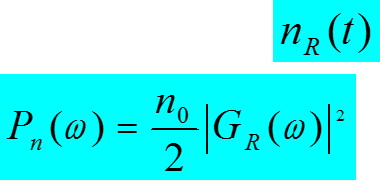 n_R(t)
P_n(ω) = n_0/2 |G_R(ω)|²